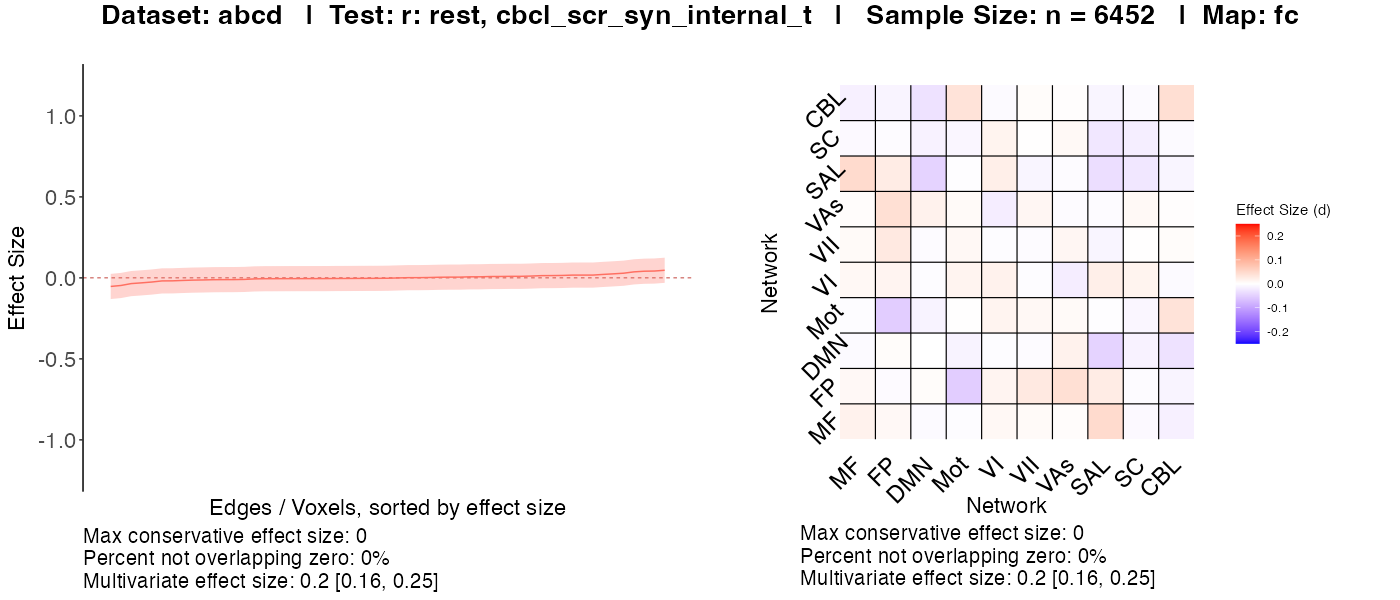 Dataset: abcd | Test: r: rest, cbcl_scr_syn_internal_t | Sample Size: n = 6452 | Map: fc
Effect Size
1.0
0.5
0.0
-0.5
-1.0
Edges / Voxels, sorted by effect size
Max conservative effect size: 0
Percent not overlapping zero: 0%
Multivariate effect size: 0.2 [0.16, 0.25]
Network
CBL
SC
SAL
VAs
VII
VI
Mot
DMN
FP
MF
MF FP DMN Mot VI VII VAs SAL SC CBL
Network
Max conservative effect size: 0
Percent not overlapping zero: 0%
Multivariate effect size: 0.2 [0.16, 0.25]
Effect Size (d)
0.2
0.1
0.0
-0.1
-0.2